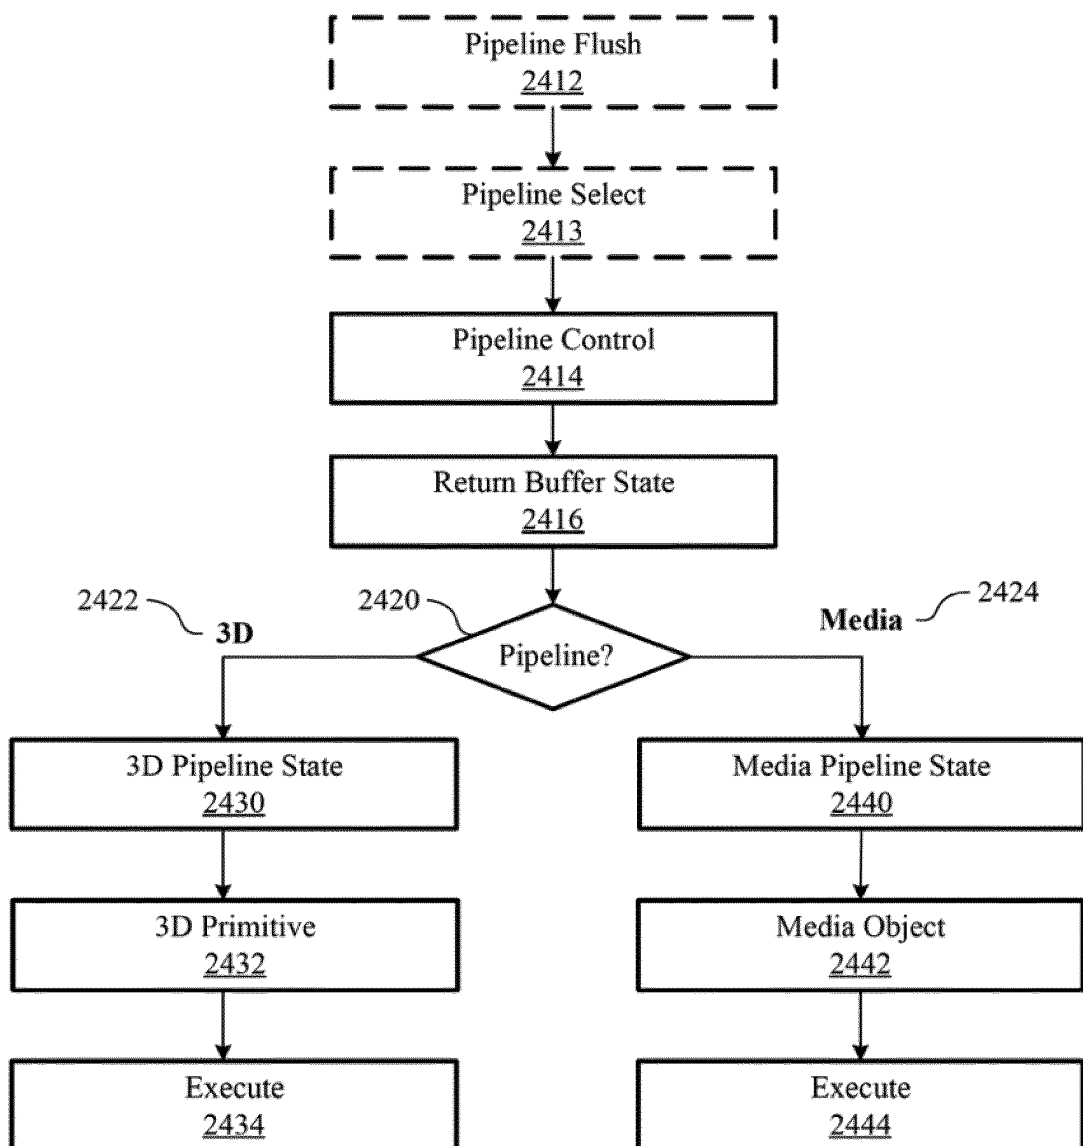 Pipeline Flush
2412
Pipeline Select
2413
Pipeline Control
2414
Return Buffer State
2416
2422
3D
2420
Pipeline?
Media
2424
3D Pipeline State
2430
Media Pipeline State
2440
3D Primitive
2432
Media Object
2442
Execute
2434
Execute
2444